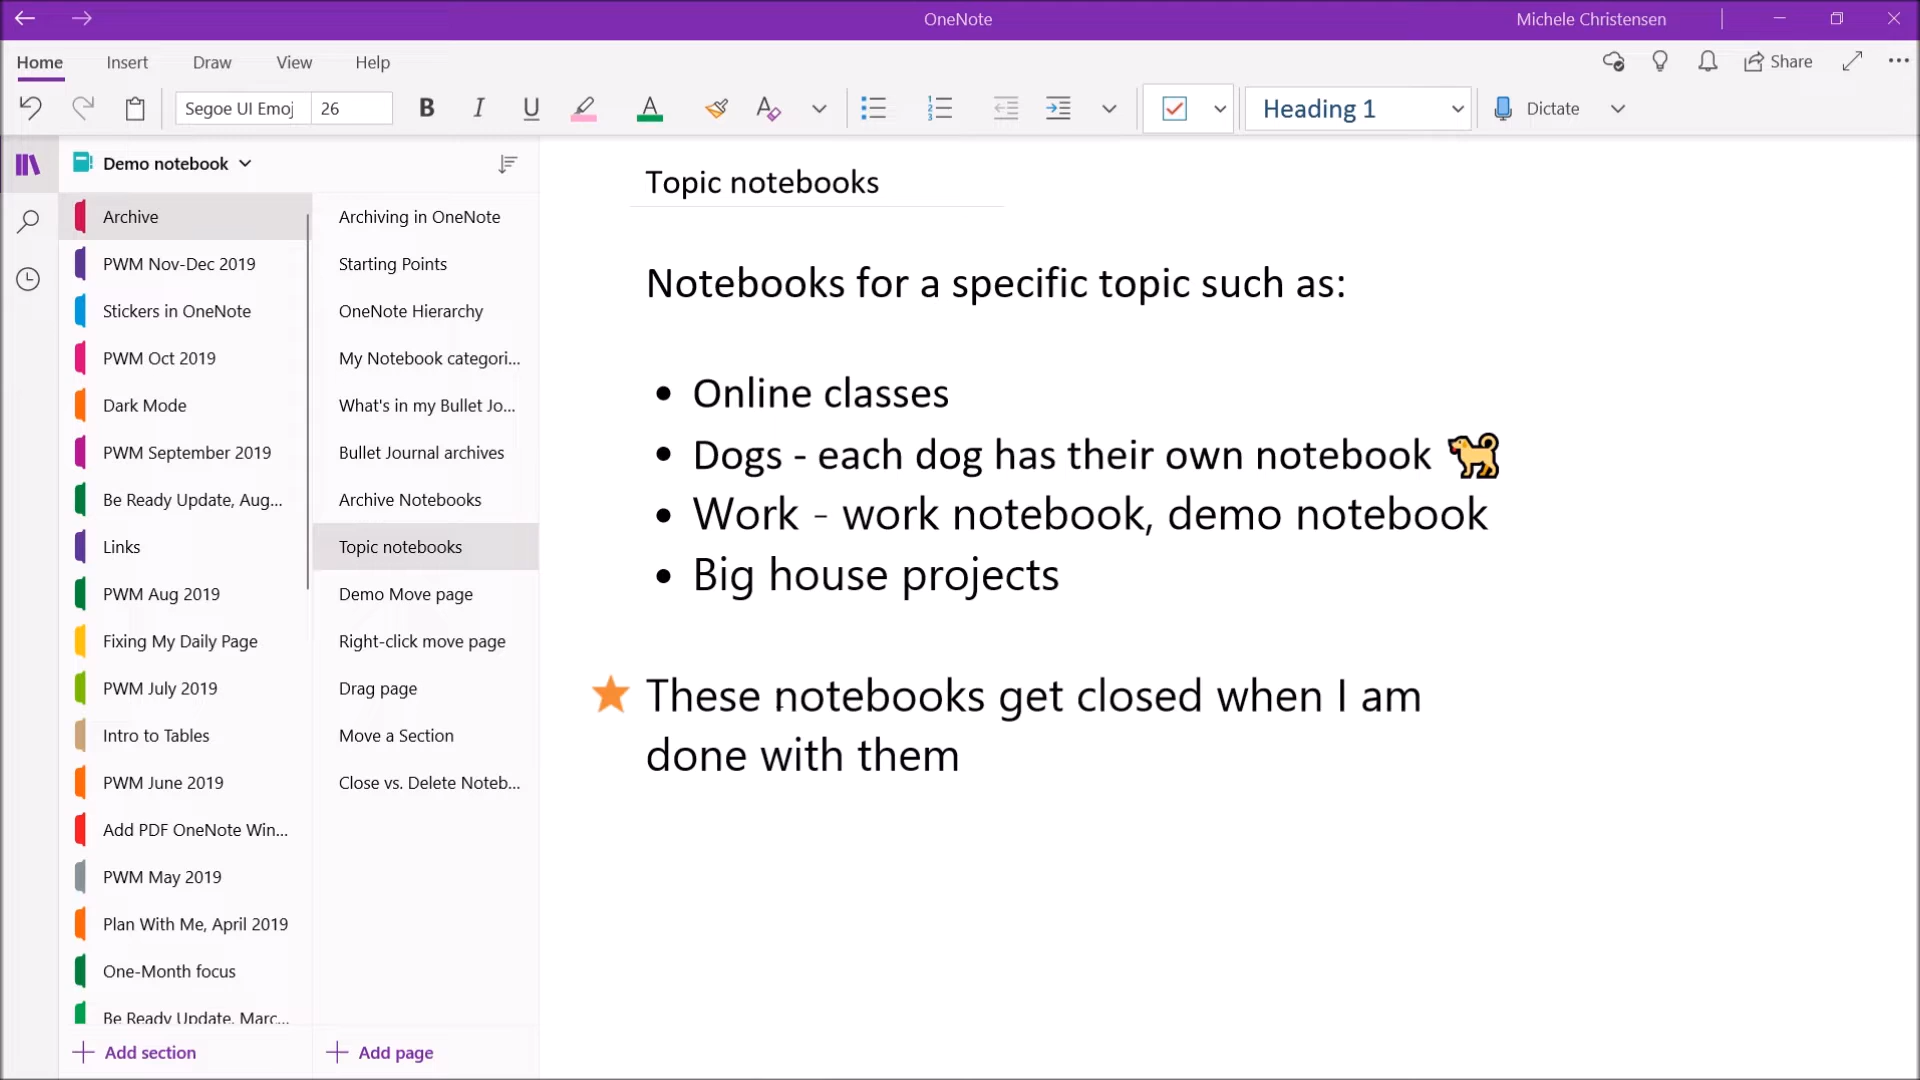 OneNote
Michele Christensen
Home Insert Draw View Help
Share
Segoe UI Emoj 26 B I U A A Heading 1 Dictate
Demo notebook
Archive
PWM Nov-Dec 2019
Stickers in OneNote
PWM Oct 2019
Dark Mode
PWM September 2019
Be Ready Update, Aug...
Links
PWM Aug 2019
Fixing My Daily Page
PWM July 2019
Intro to Tables
PWM June 2019
Add PDF OneNote Win...
PWM May 2019
Plan With Me, April 2019
One-Month focus
Be Ready Update, Marc...
Add section
Archiving in OneNote
Starting Points
OneNote Hierarchy
My Notebook categori...
What's in my Bullet Jo...
Bullet Journal archives
Archive Notebooks
Topic notebooks
Demo Move page
Right-click move page
Drag page
Move a Section
Close vs. Delete Noteb...
Add page
Topic notebooks
Notebooks for a specific topic such as:
• Online classes
• Dogs - each dog has their own notebook 🐕
• Work - work notebook, demo notebook
• Big house projects
These notebooks get closed when I am
done with them